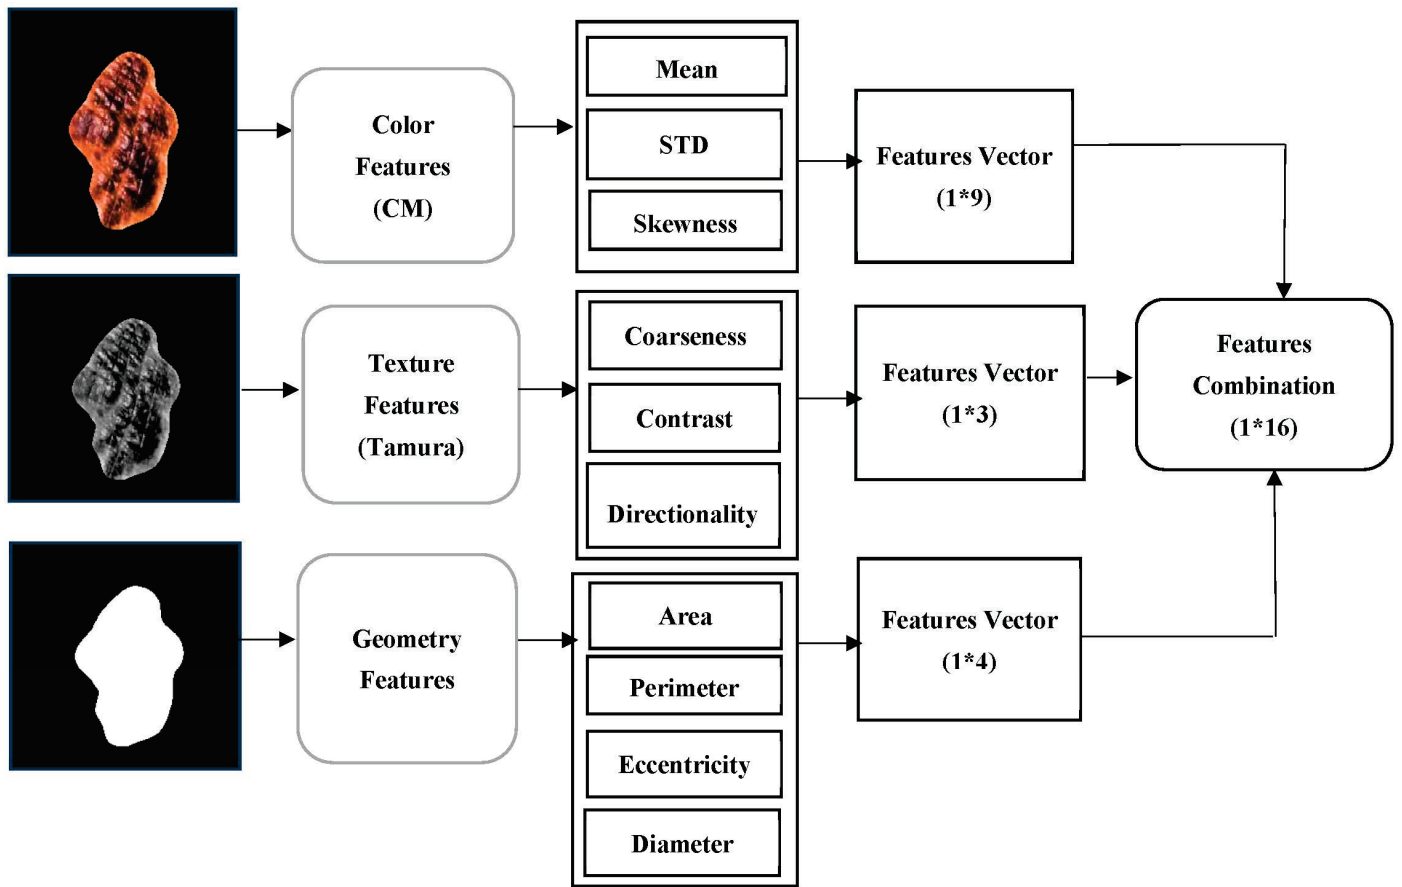 Color
Features
(CM)
Mean
STD
Skewness
Features Vector
(1*9)
Texture
Features
(Tamura)
Coarseness
Contrast
Directionality
Features Vector
(1*3)
Features
Combination
(1*16)
Geometry
Features
Area
Perimeter
Eccentricity
Diameter
Features Vector
(1*4)